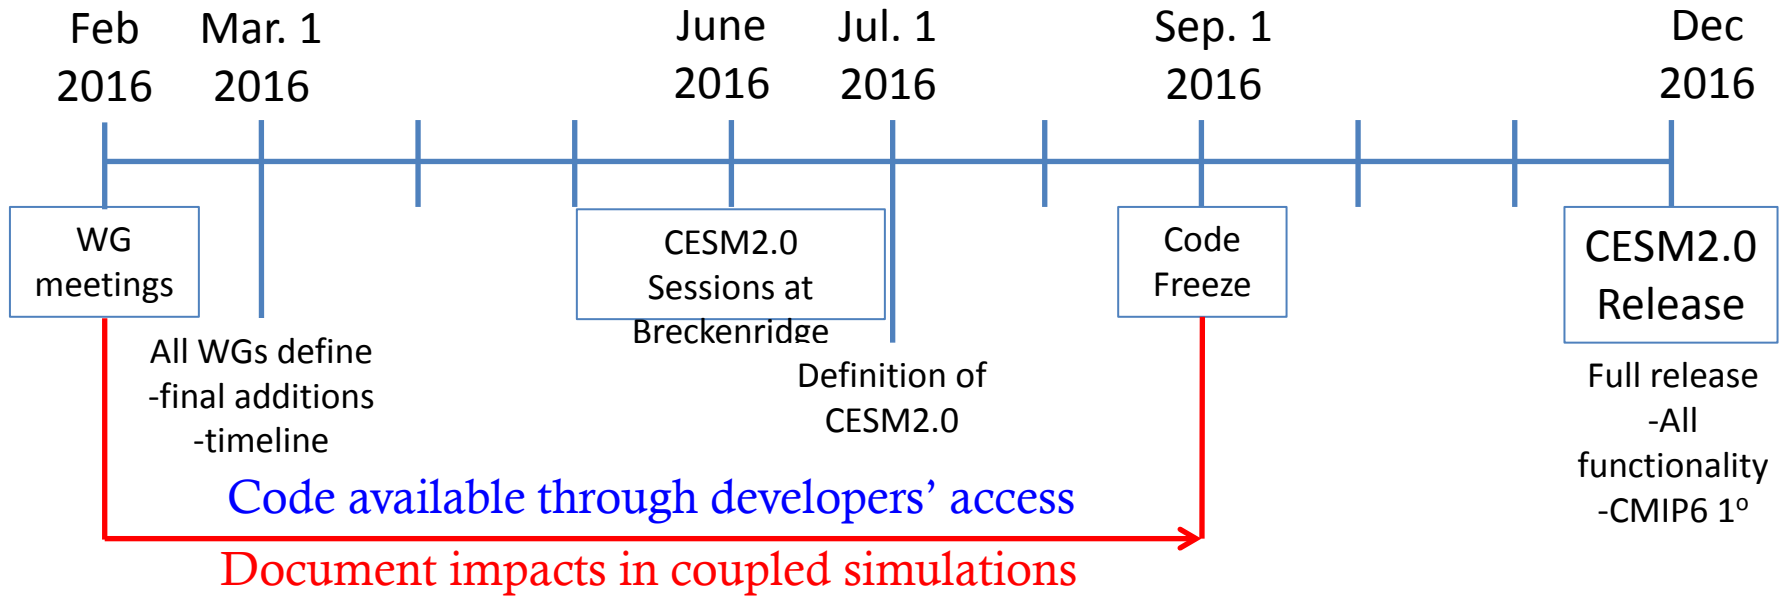 Feb
2016
Mar. 1
2016
June
2016
Jul. 1
2016
Sep. 1
2016
Dec
2016
WG
meetings
All WGs define
-final additions
-timeline
CESM2.0
Sessions at
Breckenridge
Definition of
CESM2.0
Code
Freeze
CESM2.0
Release
Full release
-All
functionality
-CMIP6 1º
Code available through developers’ access
Document impacts in coupled simulations